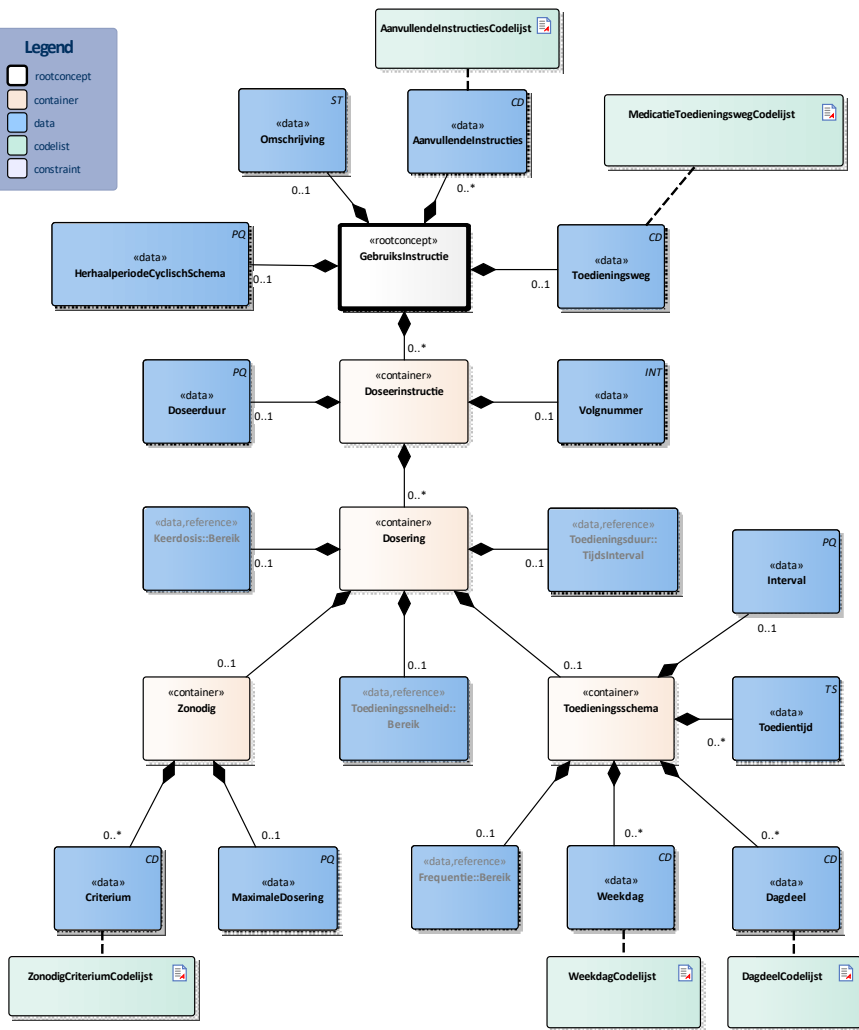 AanvullendeInstructiesCodelijst
Legend
rootconcept
container
data
codelist
constraint
ST
«data»
Omschrijving
CD
«data»
AanvullendeInstructies
MedicatieToedieningswegCodelijst
0..1
0..*
PQ
«data»
HerhaalperiodeCyclischSchema
0..1
«rootconcept»
GebruiksInstructie
CD
«data»
Toedieningsweg
0..1
0..*
PQ
«data»
Doseerduur
0..1
«container»
Doseerinstructie
INT
«data»
Volgnummer
0..1
0..*
«data,reference»
Keerdosis::Bereik
0..1
«container»
Dosering
«data,reference»
Toedieningsduur::
TijdsInterval
0..1
PQ
«data»
Interval
0..1
0..1
0..1
0..1
«container»
Zonodig
«data,reference»
Toedieningssnelheid::
Bereik
«container»
Toedieningsschema
TS
«data»
Toedientijd
0..*
0..*
0..1
0..1
0..*
0..*
CD
«data»
Criterium
PQ
«data»
MaximaleDosering
«data,reference»
Frequentie::Bereik
CD
«data»
Weekdag
CD
«data»
Dagdeel
ZonodigCriteriumCodelijst
WeekdagCodelijst
DagdeelCodelijst